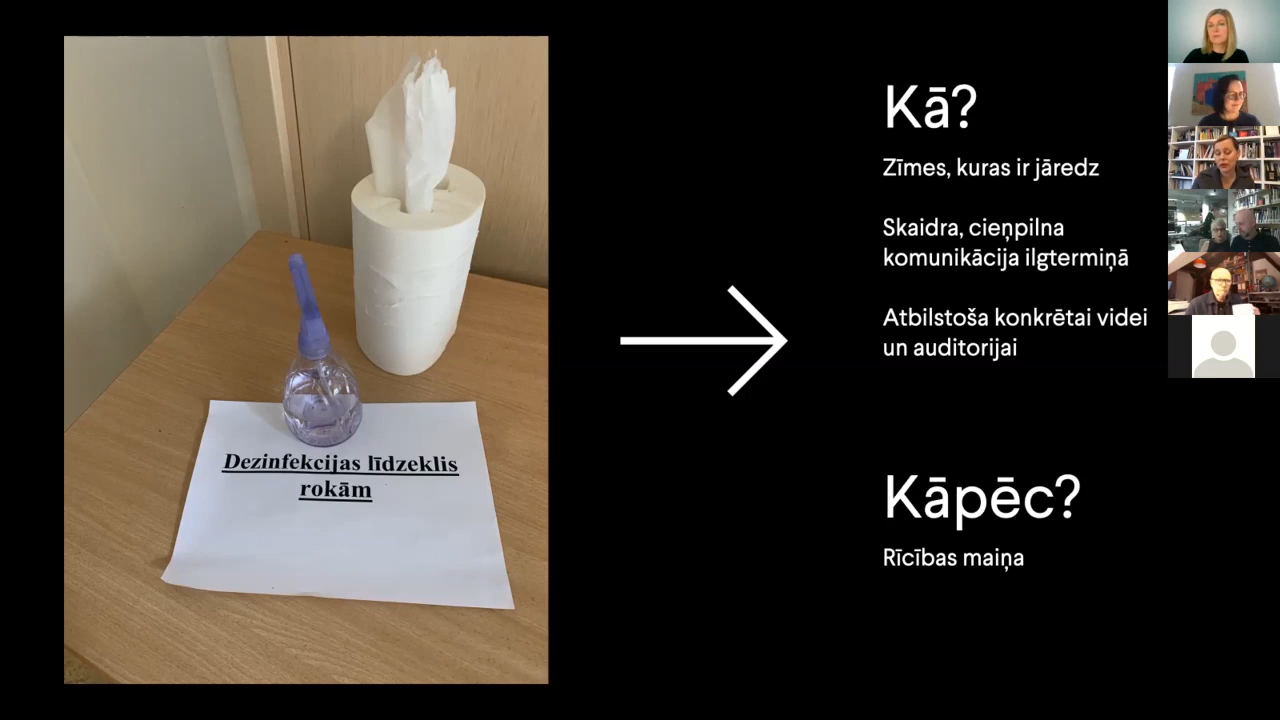 Dezinfekcijas līdzeklis
rokām
Kā?
Zīmes, kuras ir jāredz
Skaidra, cieņpilna
komunikācija ilgtermiņā
Atbilstoša konkrētai videi
un auditorijai
Kāpēc?
Rīcības maiņa